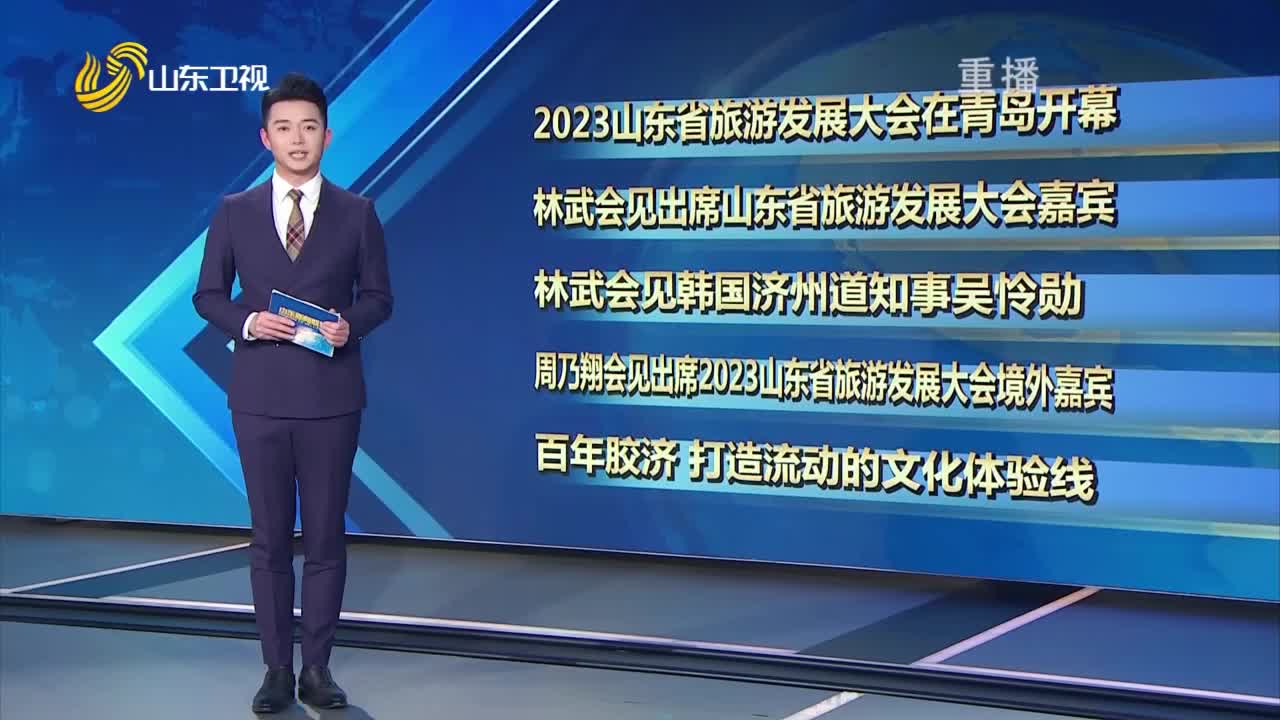 山东卫视
重播
2023山东省旅游发展大会在青岛开幕
林武会见出席山东省旅游发展大会嘉宾
林武会见韩国济州道知事吴怜勋
周乃翔会见出席2023山东省旅游发展大会境外嘉宾
百年胶济 打造流动的文化体验线